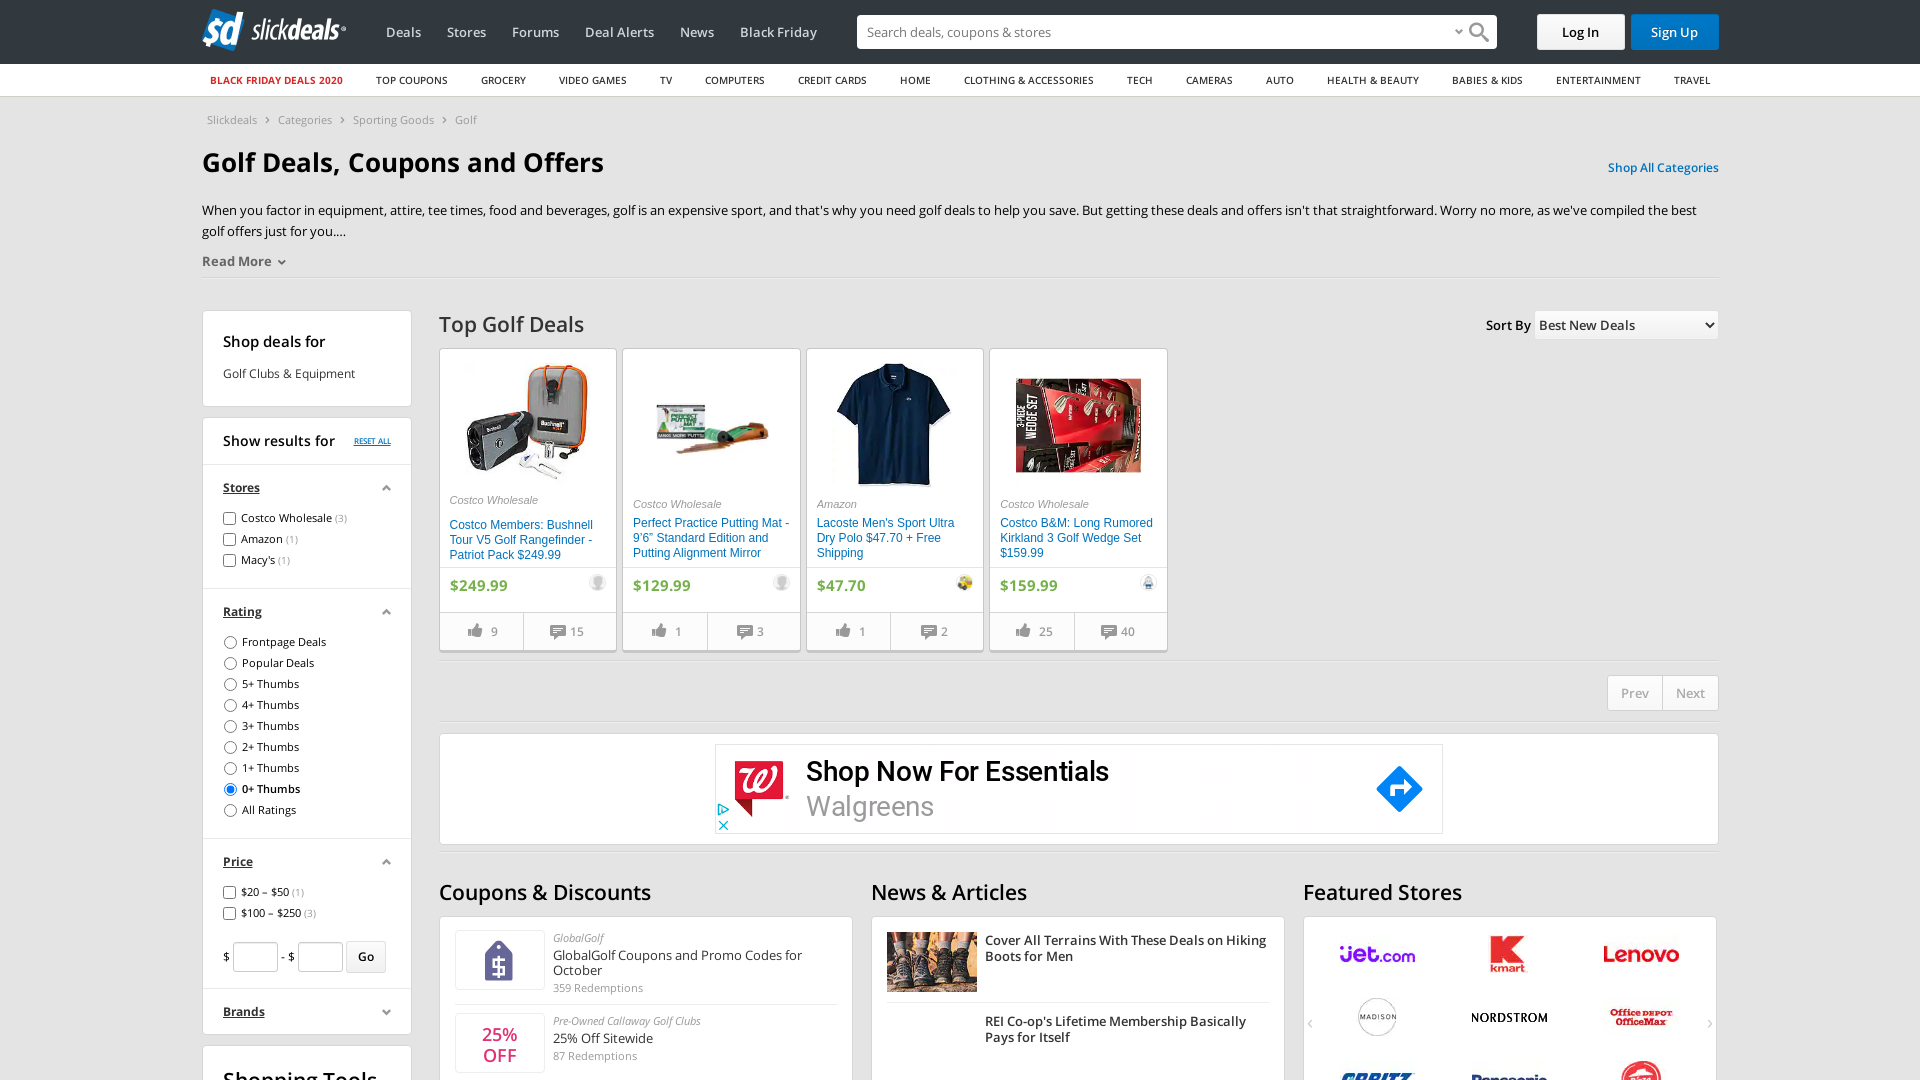 sd slickdeals
Deals Stores Forums Deal Alerts News Black Friday
Search deals, coupons & stores
Log In Sign Up
BLACK FRIDAY DEALS 2020 TOP COUPONS GROCERY VIDEO GAMES TV COMPUTERS CREDIT CARDS HOME CLOTHING & ACCESSORIES TECH CAMERAS AUTO HEALTH & BEAUTY BABIES & KIDS ENTERTAINMENT TRAVEL
Slickdeals > Categories > Sporting Goods > Golf
Golf Deals, Coupons and Offers
Shop All Categories
When you factor in equipment, attire, tee times, food and beverages, golf is an expensive sport, and that's why you need golf deals to help you save. But getting these deals and offers isn't that straightforward. Worry no more, as we've compiled the best
golf offers just for you....
Read More
Shop deals for
Golf Clubs & Equipment
Show results for RESET ALL
Stores
Costco Wholesale (3)
Amazon (1)
Macy's (1)
Rating
Frontpage Deals
Popular Deals
5+ Thumbs
4+ Thumbs
3+ Thumbs
2+ Thumbs
1+ Thumbs
0+ Thumbs
All Ratings
Price
$20 – $50 (1)
$100 – $250 (3)
$ - $ Go
Brands
Shopping Tools
Top Golf Deals
Sort By Best New Deals
Costco Wholesale
Costco Members: Bushnell
Tour V5 Golf Rangefinder -
Patriot Pack $249.99
$249.99
9 15
PERFECT
PUTTING
MAT
Costco Wholesale
Perfect Practice Putting Mat -
9’6” Standard Edition and
Putting Alignment Mirror
$129.99
1 3
Amazon
Lacoste Men's Sport Ultra
Dry Polo $47.70 + Free
Shipping
$47.70
1 2
3-PIECE
WEDGE SET
Costco Wholesale
Costco B&M: Long Rumored
Kirkland 3 Golf Wedge Set
$159.99
$159.99
25 40
Prev Next
Shop Now For Essentials
Walgreens
Coupons & Discounts
GlobalGolf
GlobalGolf Coupons and Promo Codes for
October
359 Redemptions
25%
OFF
Pre-Owned Callaway Golf Clubs
25% Off Sitewide
87 Redemptions
News & Articles
Cover All Terrains With These Deals on Hiking
Boots for Men
REI Co-op's Lifetime Membership Basically
Pays for Itself
Featured Stores
jet.com kmart Lenovo
MADISON NORDSTROM Office DEPOT
OfficeMax
ORBITZ Panasonic